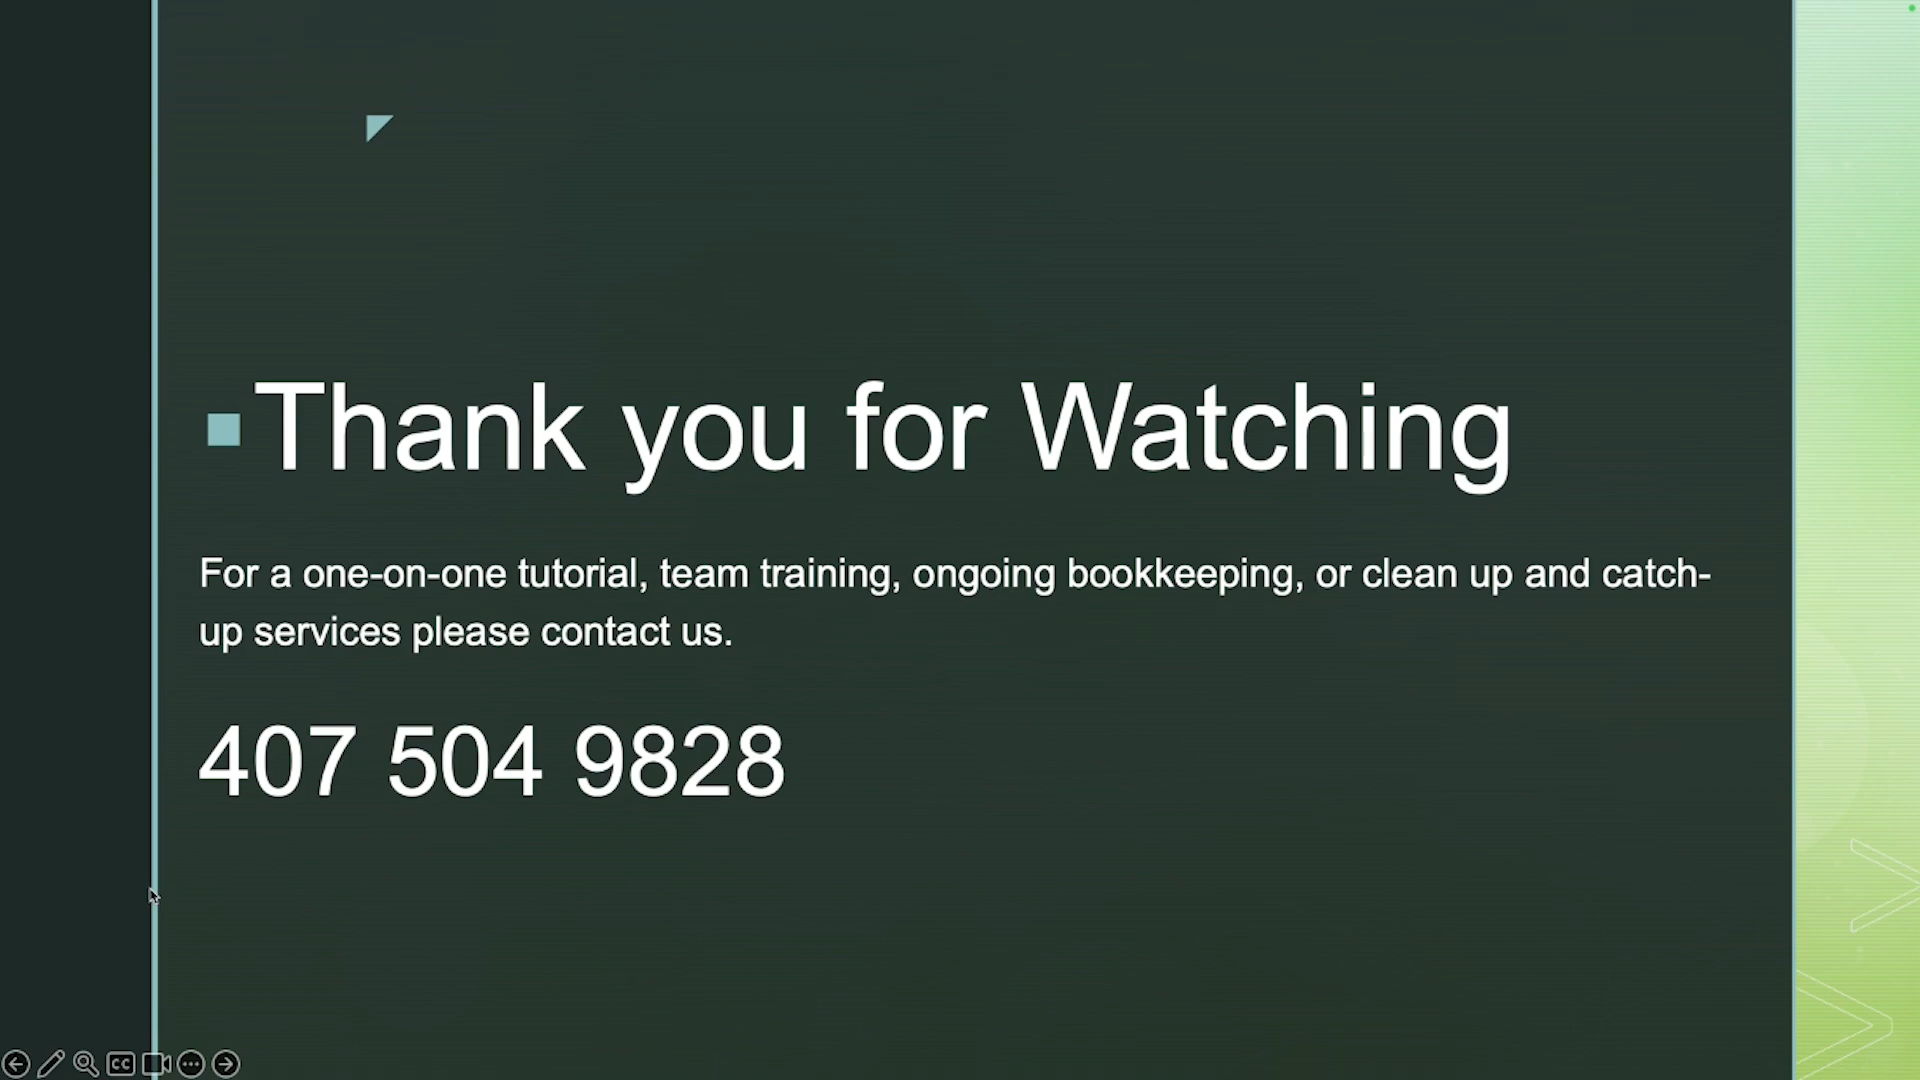 Thank you for Watching
For a one-on-one tutorial, team training, ongoing bookkeeping, or clean up and catch-
up services please contact us.
407 504 9828
CC